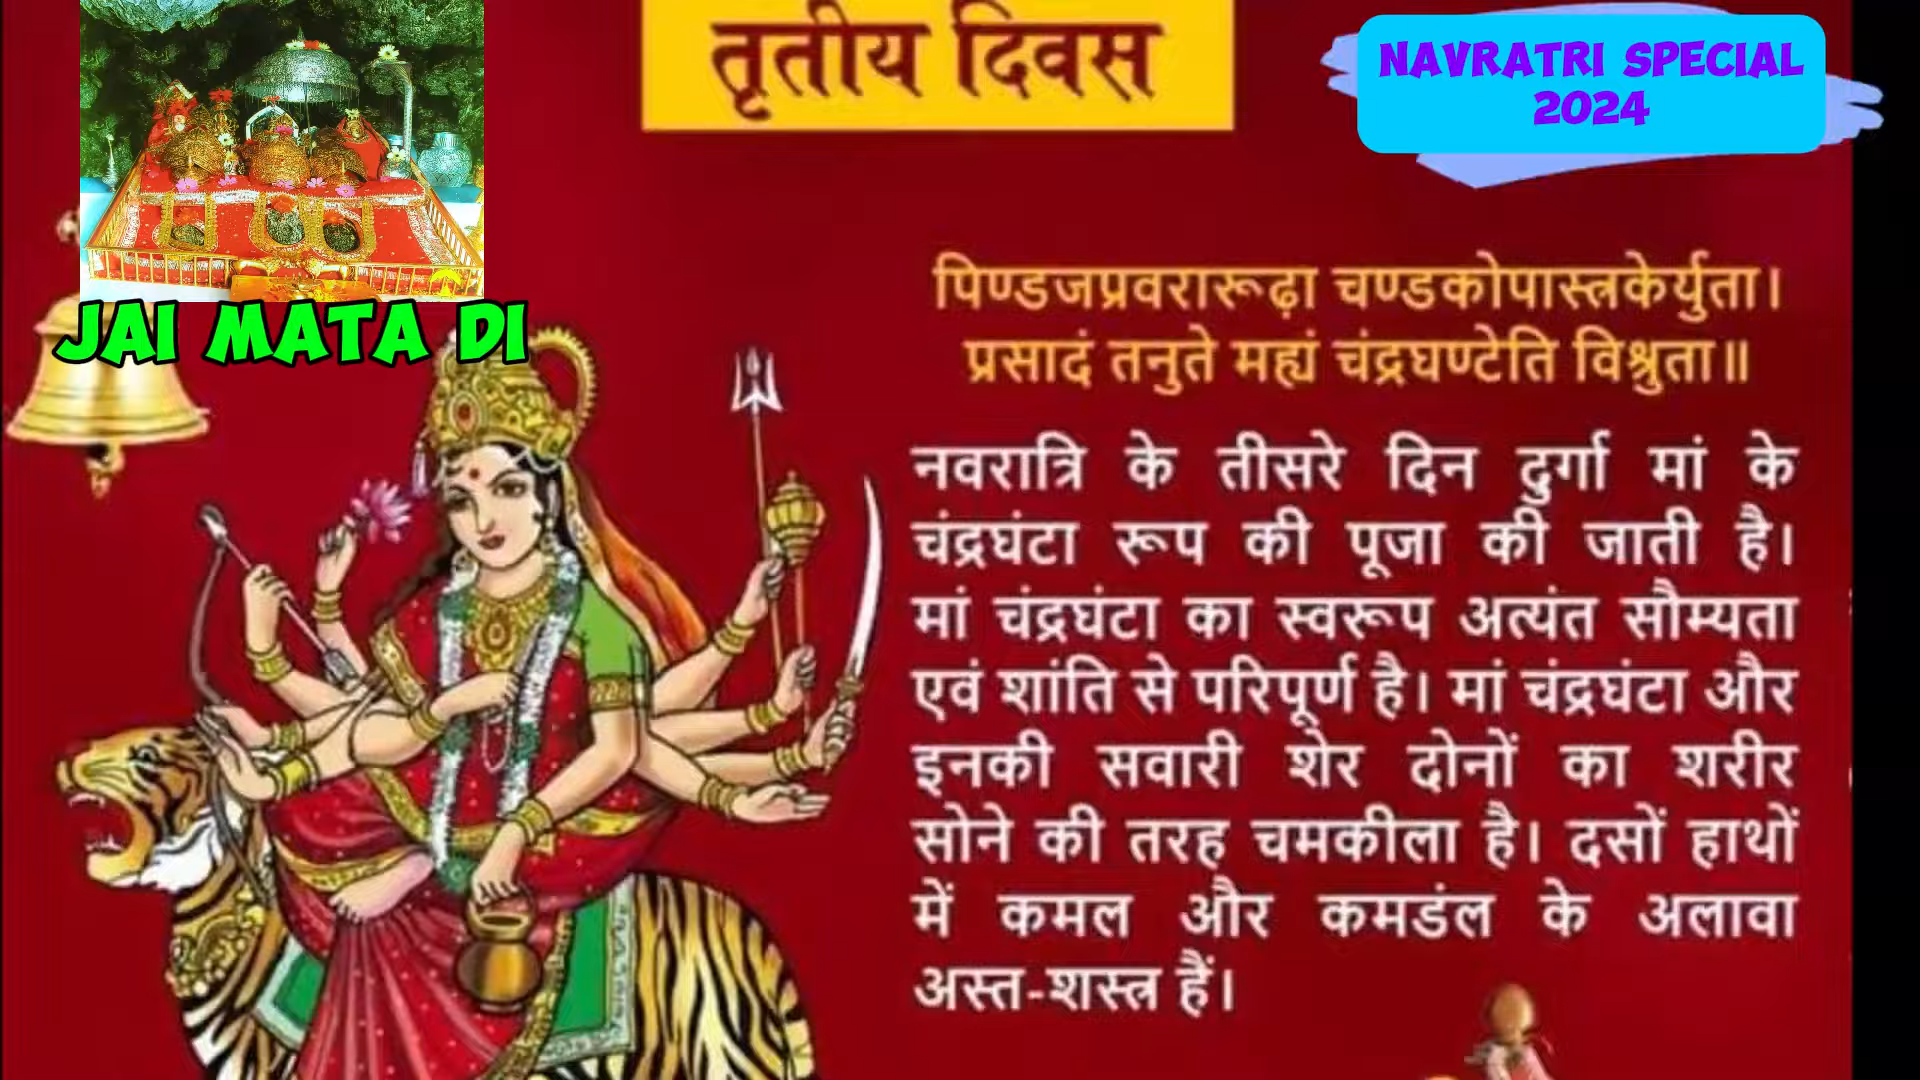 तृतीय दिवस
NAVRATRI SPECIAL
2024
JAI MATA DI
पिण्डजप्रवरारूढ़ा चण्डकोपास्त्रकेर्युता।
प्रसादं तनुते मह्यं चंद्रघण्टेति विश्रुता॥
नवरात्रि के तीसरे दिन दुर्गा मां के
चंद्रघंटा रूप की पूजा की जाती है।
मां चंद्रघंटा का स्वरूप अत्यंत सौम्यता
एवं शांति से परिपूर्ण है। मां चंद्रघंटा और
इनकी सवारी शेर दोनों का शरीर
सोने की तरह चमकीला है। दसों हाथों
में कमल और कमडंल के अलावा
अस्त-शस्त्र हैं।